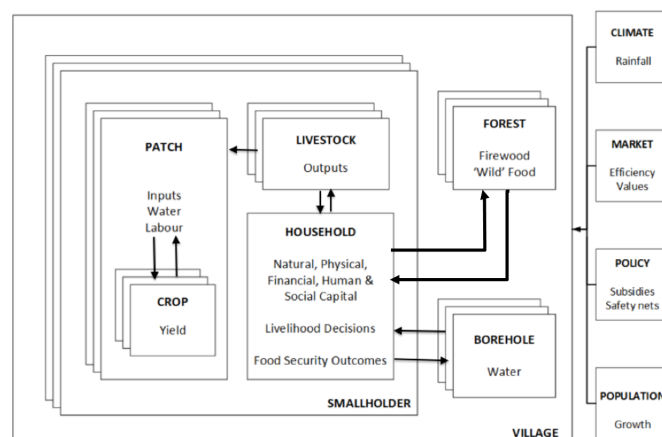 PATCH
Inputs
Water
Labour
CROP
Yield
LIVESTOCK
Outputs
HOUSEHOLD
Natural, Physical,
Financial, Human &
Social Capital
Livelihood Decisions
Food Security Outcomes
SMALLHOLDER
FOREST
Firewood
'Wild' Food
BOREHOLE
Water
VILLAGE
CLIMATE
Rainfall
MARKET
Efficiency
Values
POLICY
Subsidies
Safety nets
POPULATION
Growth